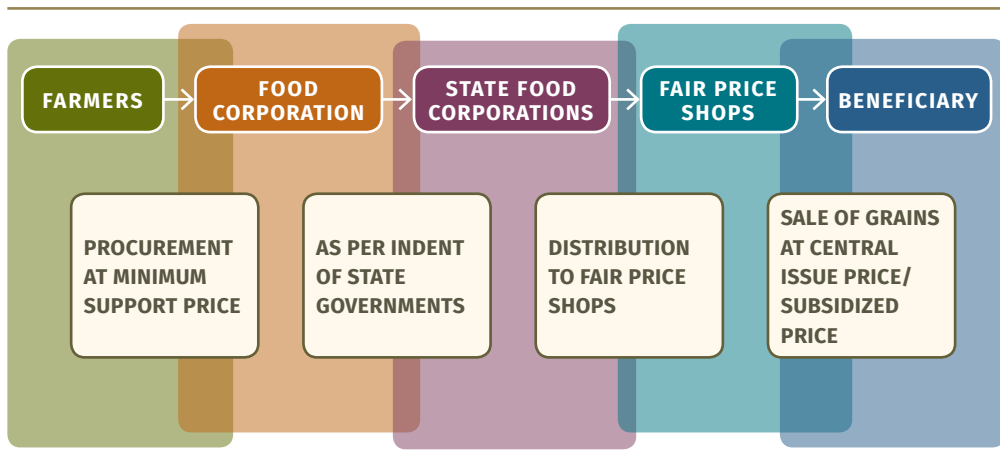 FARMERS
FOOD
CORPORATION
STATE FOOD
CORPORATIONS
FAIR PRICE
SHOPS
BENEFICIARY
PROCUREMENT
AT MINIMUM
SUPPORT PRICE
AS PER INDENT
OF STATE
GOVERNMENTS
DISTRIBUTION
TO FAIR PRICE
SHOPS
SALE OF GRAINS
AT CENTRAL
ISSUE PRICE/
SUBSIDIZED
PRICE